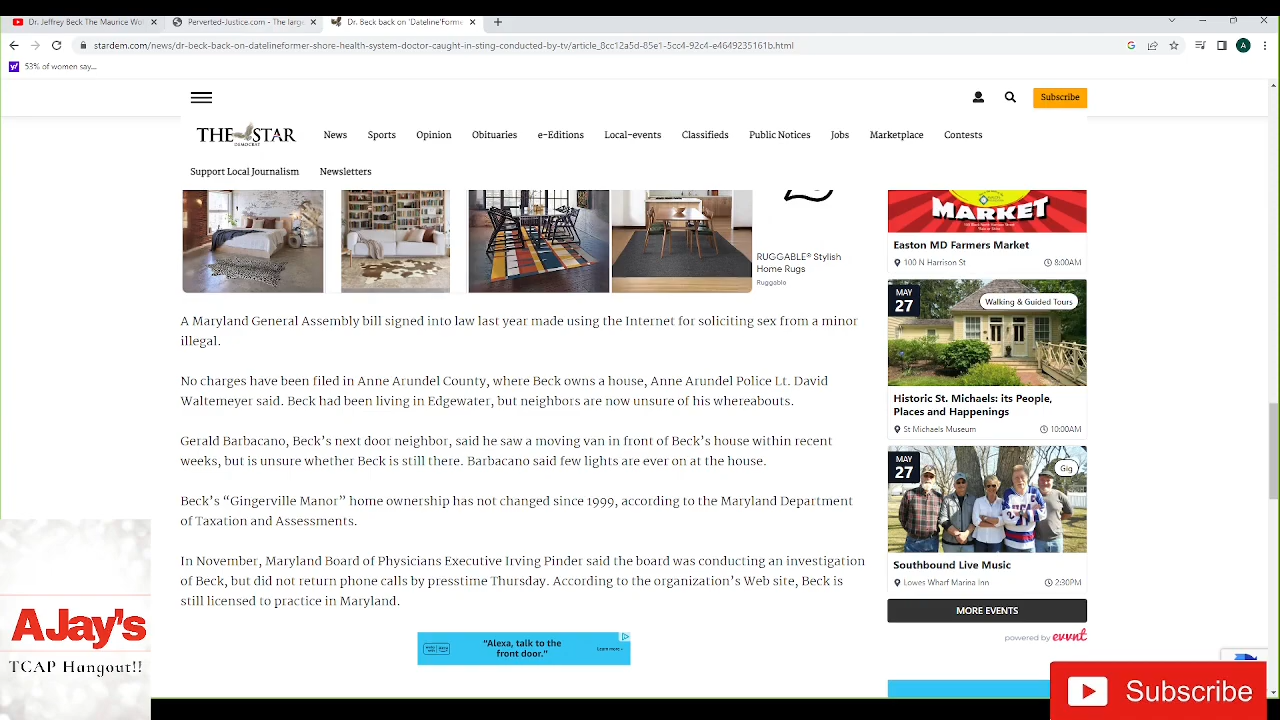 Dr. Jeffrey Beck The Maurice Wol
Perverted-Justice.com - The large
Dr. Beck back on 'Dateline'Forme
stardem.com/news/dr-beck-back-on-datelineformer-shore-health-system-doctor-caught-in-sting-conducted-by-tv/article_8cc12a5d-85e1-5cc4-92c4-e4649235161b.html
A
53% of women say...
Subscribe
THE STAR
DEMOCRAT
News
Sports
Opinion
Obituaries
e-Editions
Local-events
Classifieds
Public Notices
Jobs
Marketplace
Contests
Support Local Journalism
Newsletters
RUGGABLE® Stylish
Home Rugs
Ruggable
A Maryland General Assembly bill signed into law last year made using the Internet for soliciting sex from a minor
illegal.
No charges have been filed in Anne Arundel County, where Beck owns a house, Anne Arundel Police Lt. David
Waltemeyer said. Beck had been living in Edgewater, but neighbors are now unsure of his whereabouts.
Gerald Barbacano, Beck's next door neighbor, said he saw a moving van in front of Beck's house within recent
weeks, but is unsure whether Beck is still there. Barbacano said few lights are ever on at the house.
Beck's "Gingerville Manor" homeownership has not changed since 1999, according to the Maryland Department
of Taxation and Assessments.
In November, Maryland Board of Physicians Executive Irving Pinder said the board was conducting an investigation
of Beck, but did not return phone calls by presstime Thursday. According to the organization's Web site, Beck is
still licensed to practice in Maryland.
"Alexa, talk to the
front door."
Learn more ›
MARKET
Easton MD Farmers Market
100 N Harrison St
8:00AM
MAY
27
Walking & Guided Tours
Historic St. Michaels: its People,
Places and Happenings
St Michaels Museum
10:00AM
MAY
27
Gig
Southbound Live Music
Lowes Wharf Marina Inn
2:30PM
MORE EVENTS
powered by evvnt
AJay's
TCAP Hangout!!
Subscribe